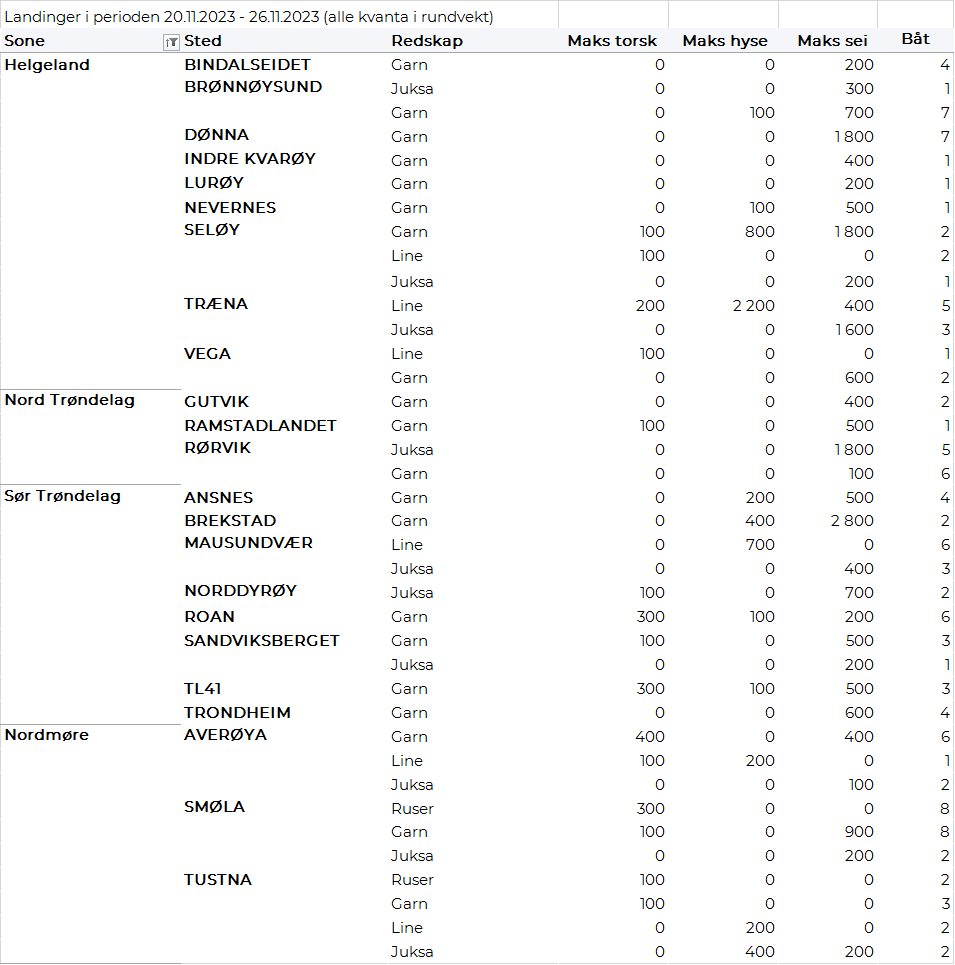 Landinger i perioden 20.11.2023 - 26.11.2023 (alle kvanta i rundvekt)
Sone Sted Redskap Maks torsk Maks hyse Maks sei Båt
Helgeland BINDALSEIDET Garn 0 0 200 4
BRØNNØYSUND Juksa 0 0 300 1
Garn 0 100 700 7
DØNNA Garn 0 0 1 800 7
INDRE KVARØY Garn 0 0 400 1
LURØY Garn 0 0 200 1
NEVERNES Garn 0 100 500 1
SELØY Garn 100 800 1 800 2
Line 100 0 0 2
Juksa 0 0 200 1
TRÆNA Line 200 2 200 400 5
Juksa 0 0 1 600 3
VEGA Line 100 0 0 1
Garn 0 0 600 2
Nord Trøndelag GUTVIK Garn 0 0 400 2
RAMSTADLANDET Garn 100 0 500 1
RØRVIK Juksa 0 0 1 800 5
Garn 0 0 100 6
Sør Trøndelag ANSNES Garn 0 200 500 4
BREKSTAD Garn 0 400 2 800 2
MAUSUNDVÆR Line 0 700 0 6
Juksa 0 0 400 3
NORDDYRØY Juksa 100 0 700 2
ROAN Garn 300 100 200 6
SANDVIKSBERGET Garn 100 0 500 3
Juksa 0 0 200 1
TL41 Garn 300 100 500 3
TRONDHEIM Garn 0 0 600 4
Nordmøre AVERØYA Garn 400 0 400 6
Line 100 200 0 1
Juksa 0 0 100 2
SMØLA Ruser 300 0 0 8
Garn 100 0 900 8
Juksa 0 0 200 2
TUSTNA Ruser 100 0 0 2
Garn 100 0 0 3
Line 0 200 0 2
Juksa 0 400 200 2